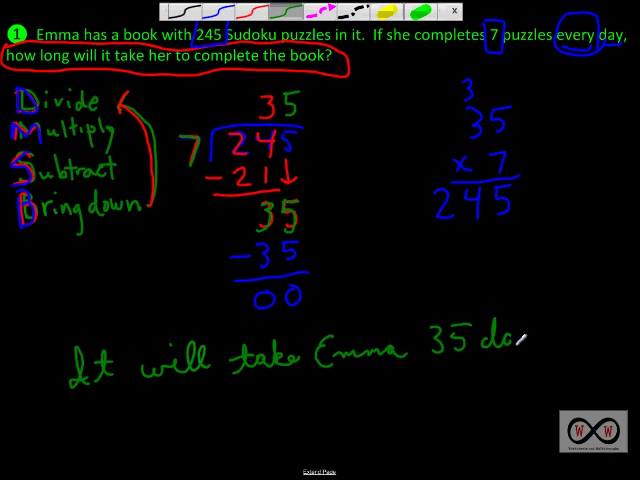 x
1 Emma has a book with 245 Sudoku puzzles in it. If she completes 7 puzzles every day,
how long will it take her to complete the book?
Divide
Multiply
Subtract
Bring down
35
7 245
- 21
35
- 35
00
3
35
x 7
245
It will take Emma 35 da
W W
Extend Page